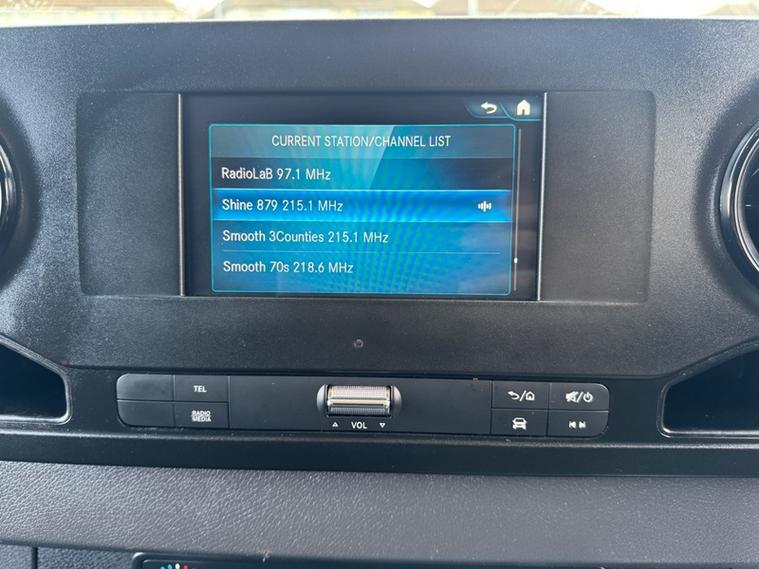 CURRENT STATION/CHANNEL LIST
RadioLaB 97.1 MHz
Shine 879 215.1 MHz
Smooth 3Counties 215.1 MHz
Smooth 70s 218.6 MHz
TEL
RADIO
MEDIA
VOL